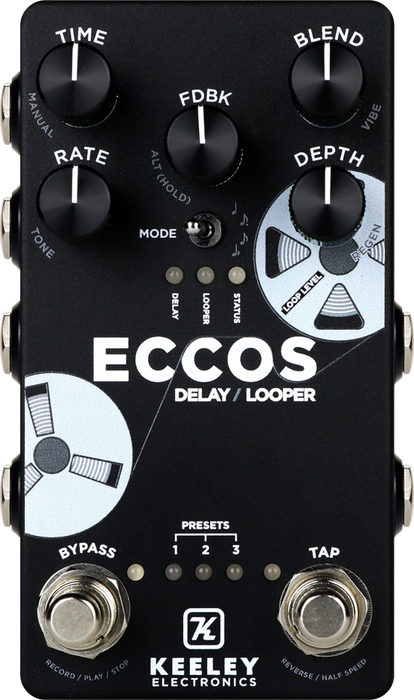 TIME
BLEND
FDBK
MANUAL
VIBE
ALT (HOLD)
RATE
DEPTH
TONE
REGEN
MODE
LOOP LEVEL
DELAY
LOOPER
STATUS
ECCOS
DELAY / LOOPER
PRESETS
1 2 3
BYPASS
TAP
RECORD / PLAY / STOP
REVERSE / HALF SPEED
KEELEY
ELECTRONICS